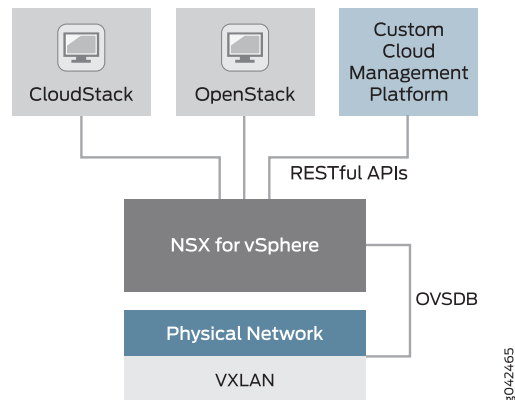 CloudStack
OpenStack
Custom
Cloud
Management
Platform
RESTful APIs
NSX for vSphere
OVSDB
Physical Network
VXLAN
g042465